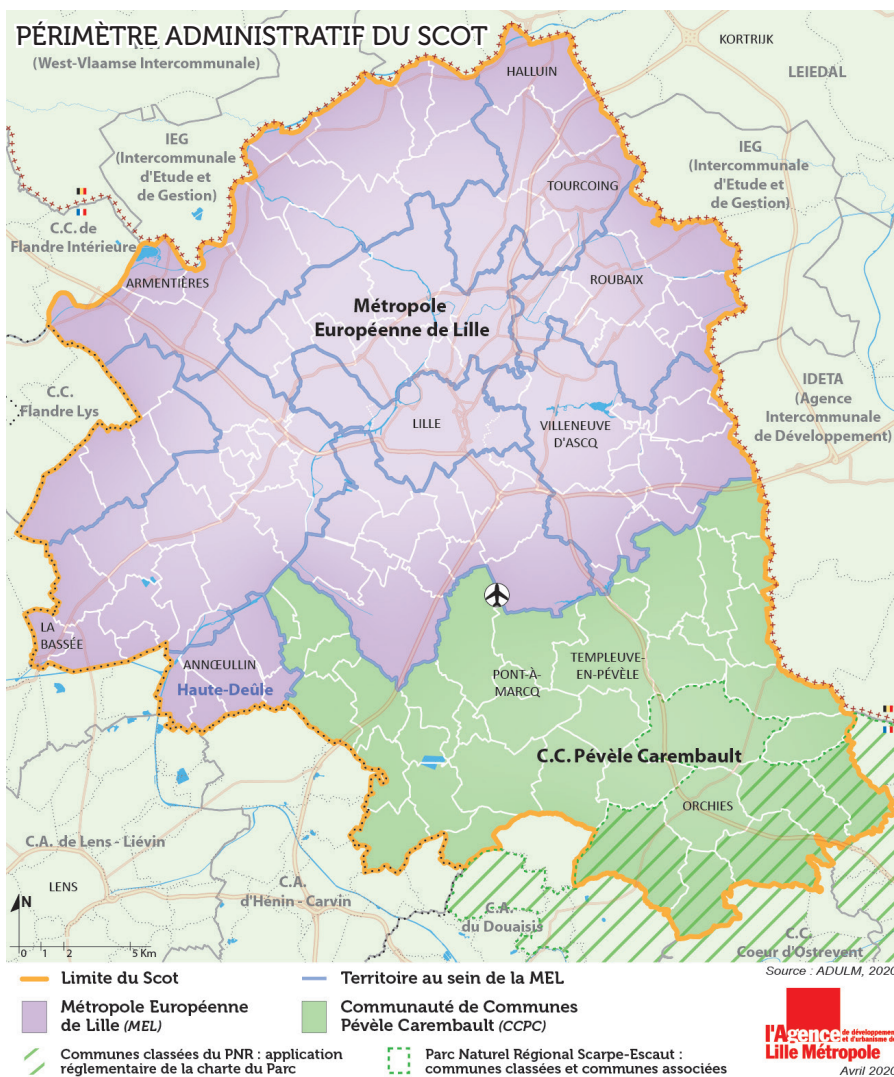 PÉRIMÈTRE ADMINISTRATIF DU SCOT
(West-Vlaamse Intercommunale)
KORTRIJK
LEIEDAL
HALLUIN
IEG
(Intercommunale
d'Etude et
de Gestion)
IEG
(Intercommunale
d'Etude et
de Gestion)
TOURCOING
C.C. de
Flandre Intérieure
ARMENTIÈRES
ROUBAIX
Métropole
Européenne de Lille
C.C.
Flandre Lys
IDETA
(Agence
Intercommunale
de Développement)
LILLE
VILLENEUVE
D'ASCQ
LA
BASSÉE
ANNŒULLIN
Haute-Deûle
PONT-À-
MARCQ
TEMPLEUVE-
EN-PÉVÈLE
C.C. Pévèle Carembault
ORCHIES
C.A. de Lens - Liévin
LENS
C.A.
d'Hénin - Carvin
C.A.
du Douaisis
C.C.
Coeur d'Ostrevent
N
0 1 2 5 Km
Source : ADULM, 2020
Limite du Scot
Territoire au sein de la MEL
Métropole Européenne
de Lille (MEL)
Communauté de Communes
Pévèle Carembault (CCPC)
Communes classées du PNR : application
réglementaire de la charte du Parc
Parc Naturel Régional Scarpe-Escaut :
communes classées et communes associées
l'Agence de développement et d'urbanisme de
Lille Métropole
Avril 2020